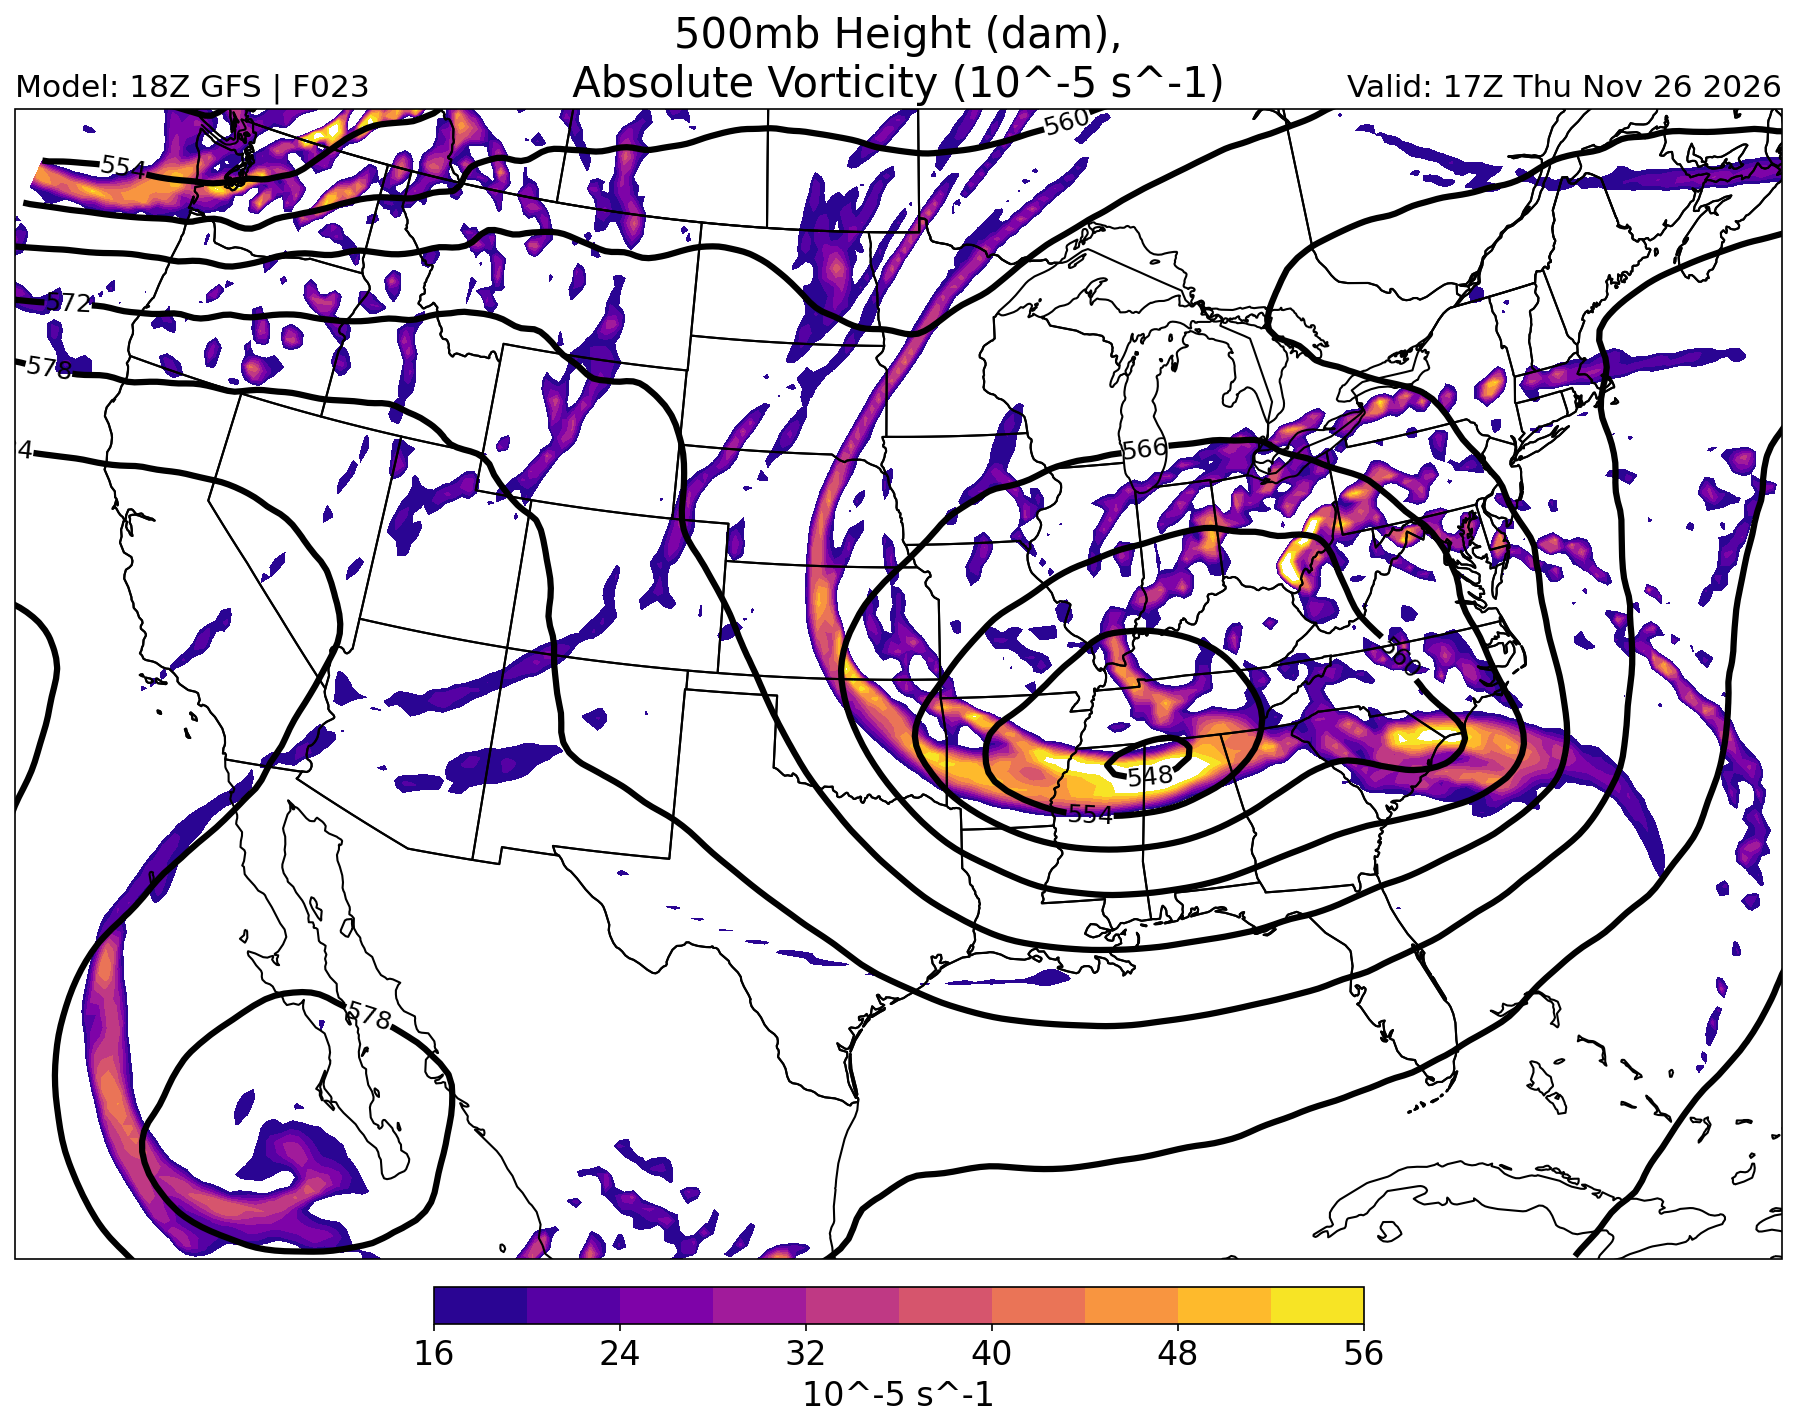 500mb Height (dam),
Absolute Vorticity (10^-5 s^-1)
Model: 18Z GFS | F023
Valid: 17Z Thu Nov 26 2026
560
554
572
578
4
566
560
548
554
578
16 24 32 40 48 56
10^-5 s^-1